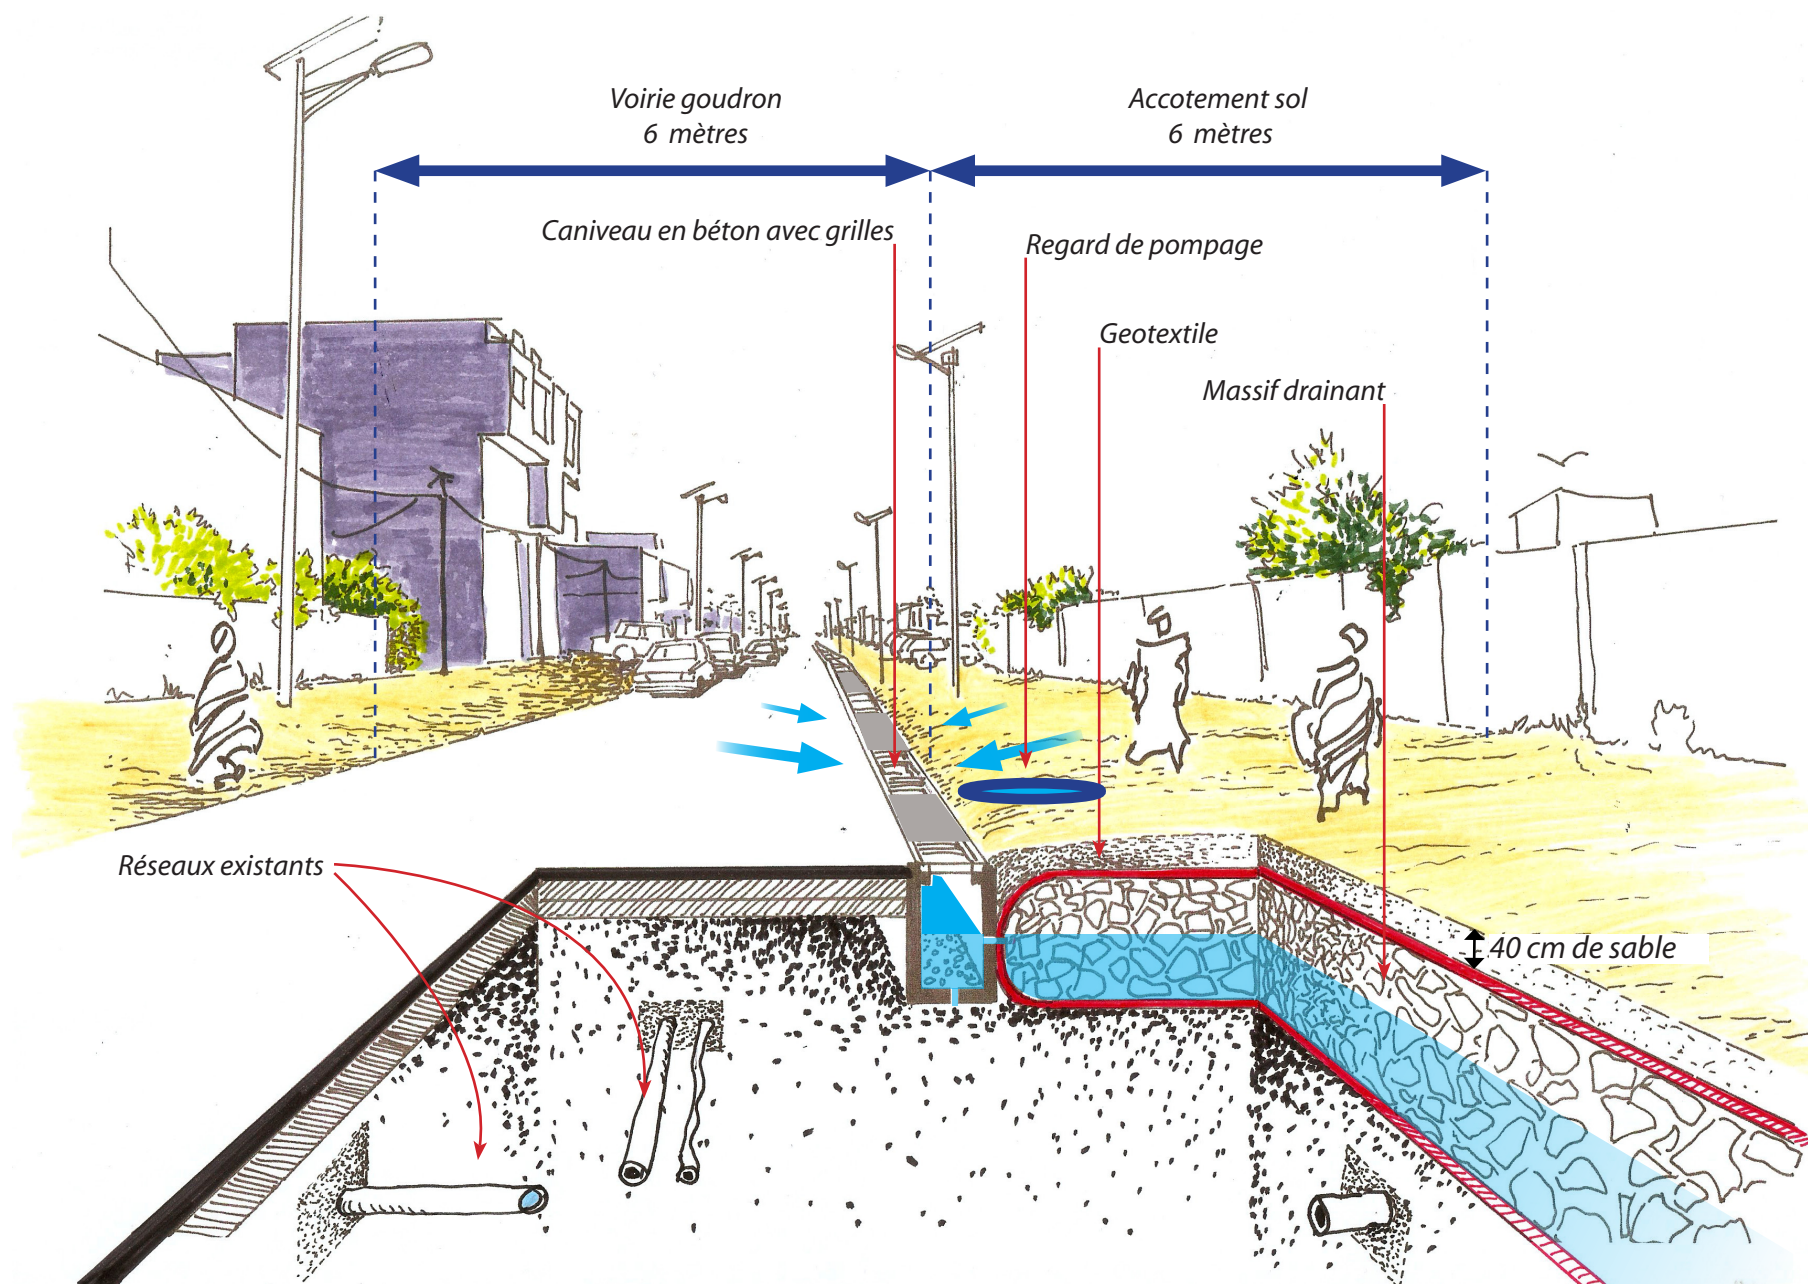 Voirie goudron
6 mètres
Accotement sol
6 mètres
Caniveau en béton avec grilles
Regard de pompage
Geotextile
Massif drainant
Réseaux existants
40 cm de sable